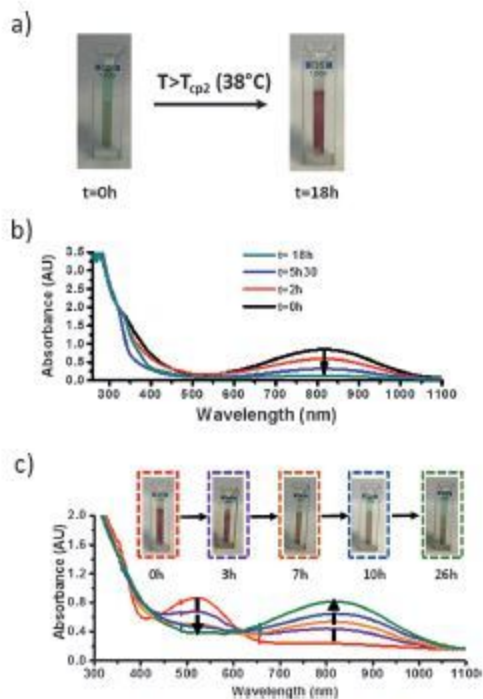 a)
T>Tcp2 (38°C)
t=0h
t=18h
b)
t= 18h
t=5h30
t=2h
t=0h
Absorbance (AU)
3.5
3.0
2.5
2.0
1.5
1.0
0.5
0.0
300 400 500 600 700 800 900 1000 1100
Wavelength (nm)
c)
0h 3h 7h 10h 26h
Absorbance (AU)
2.0
1.6
1.2
0.8
0.4
0.0
300 400 500 600 700 800 900 1000 1100
Wavelength (nm)